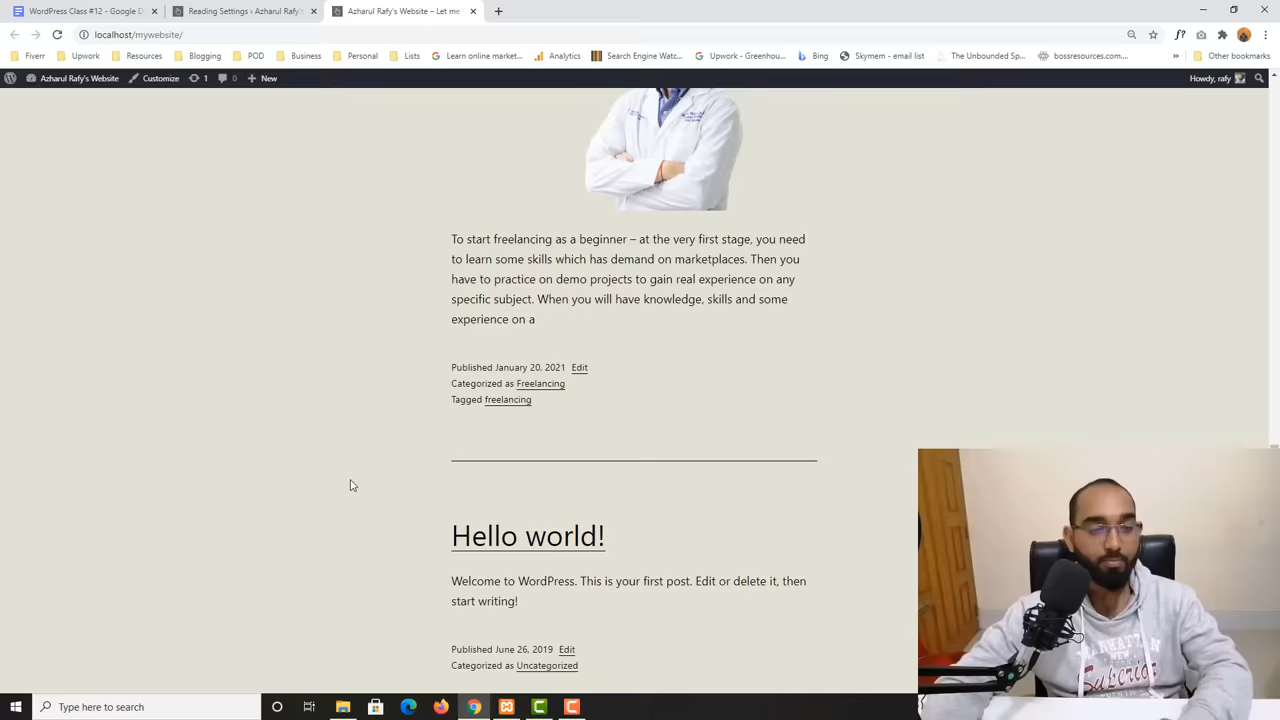 WordPress Class #12 - Google D
Reading Settings ‹ Azharul Rafy's
Azharul Rafy's Website – Let me
localhost/mywebsite/
Fiverr
Upwork
Resources
Blogging
POD
Business
Personal
Lists
Learn online market...
Analytics
Search Engine Watc...
Upwork - Greenhou...
Bing
Skymem - email list
The Unbounded Sp...
bossresources.com...
Other bookmarks
Azharul Rafy's Website
Customize
1
0
New
Howdy, rafy
To start freelancing as a beginner – at the very first stage, you need
to learn some skills which has demand on marketplaces. Then you
have to practice on demo projects to gain real experience on any
specific subject. When you will have knowledge, skills and some
experience on a
Published January 20, 2021 Edit
Categorized as Freelancing
Tagged freelancing
Hello world!
Welcome to WordPress. This is your first post. Edit or delete it, then
start writing!
Published June 26, 2019 Edit
Categorized as Uncategorized
MANHATTAN
NEW
Superior
Type here to search